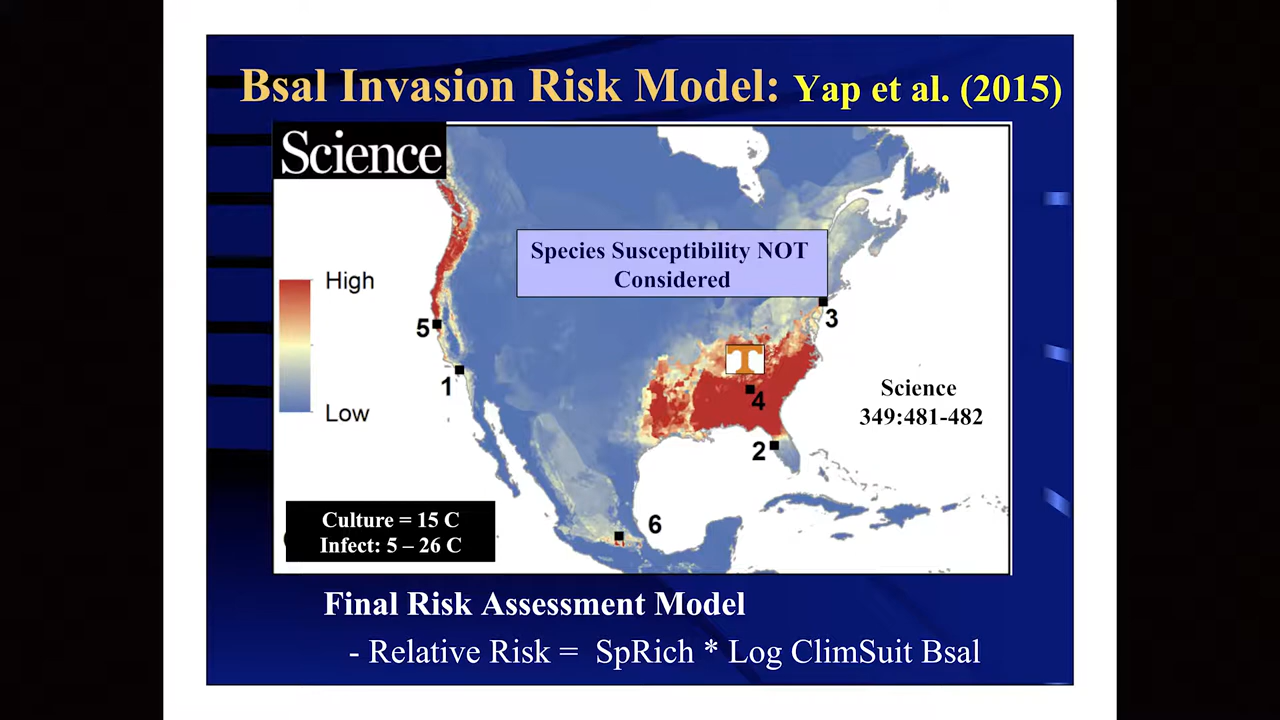 Bsal Invasion Risk Model: Yap et al. (2015)
Science
Species Susceptibility NOT
Considered
High
Low
5
1
3
T
4
2
6
Science
349:481-482
Culture = 15 C
Infect: 5 – 26 C
Final Risk Assessment Model
- Relative Risk = SpRich * Log ClimSuit Bsal